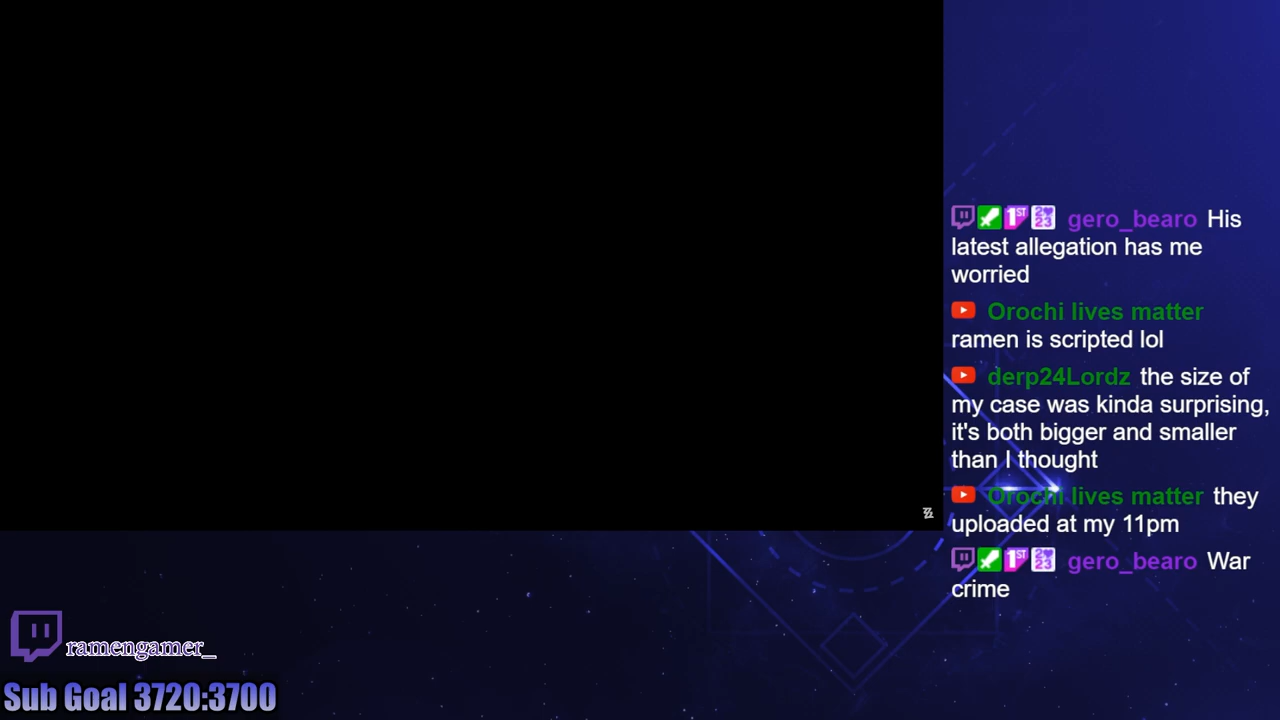 gero_bearo His
latest allegation has me
worried
Orochi lives matter
ramen is scripted lol
derp24Lordz the size of
my case was kinda surprising,
it's both bigger and smaller
than I thought
Orochi lives matter they
uploaded at my 11pm
gero_bearo War
crime
ramengamer_
Sub Goal 3720:3700